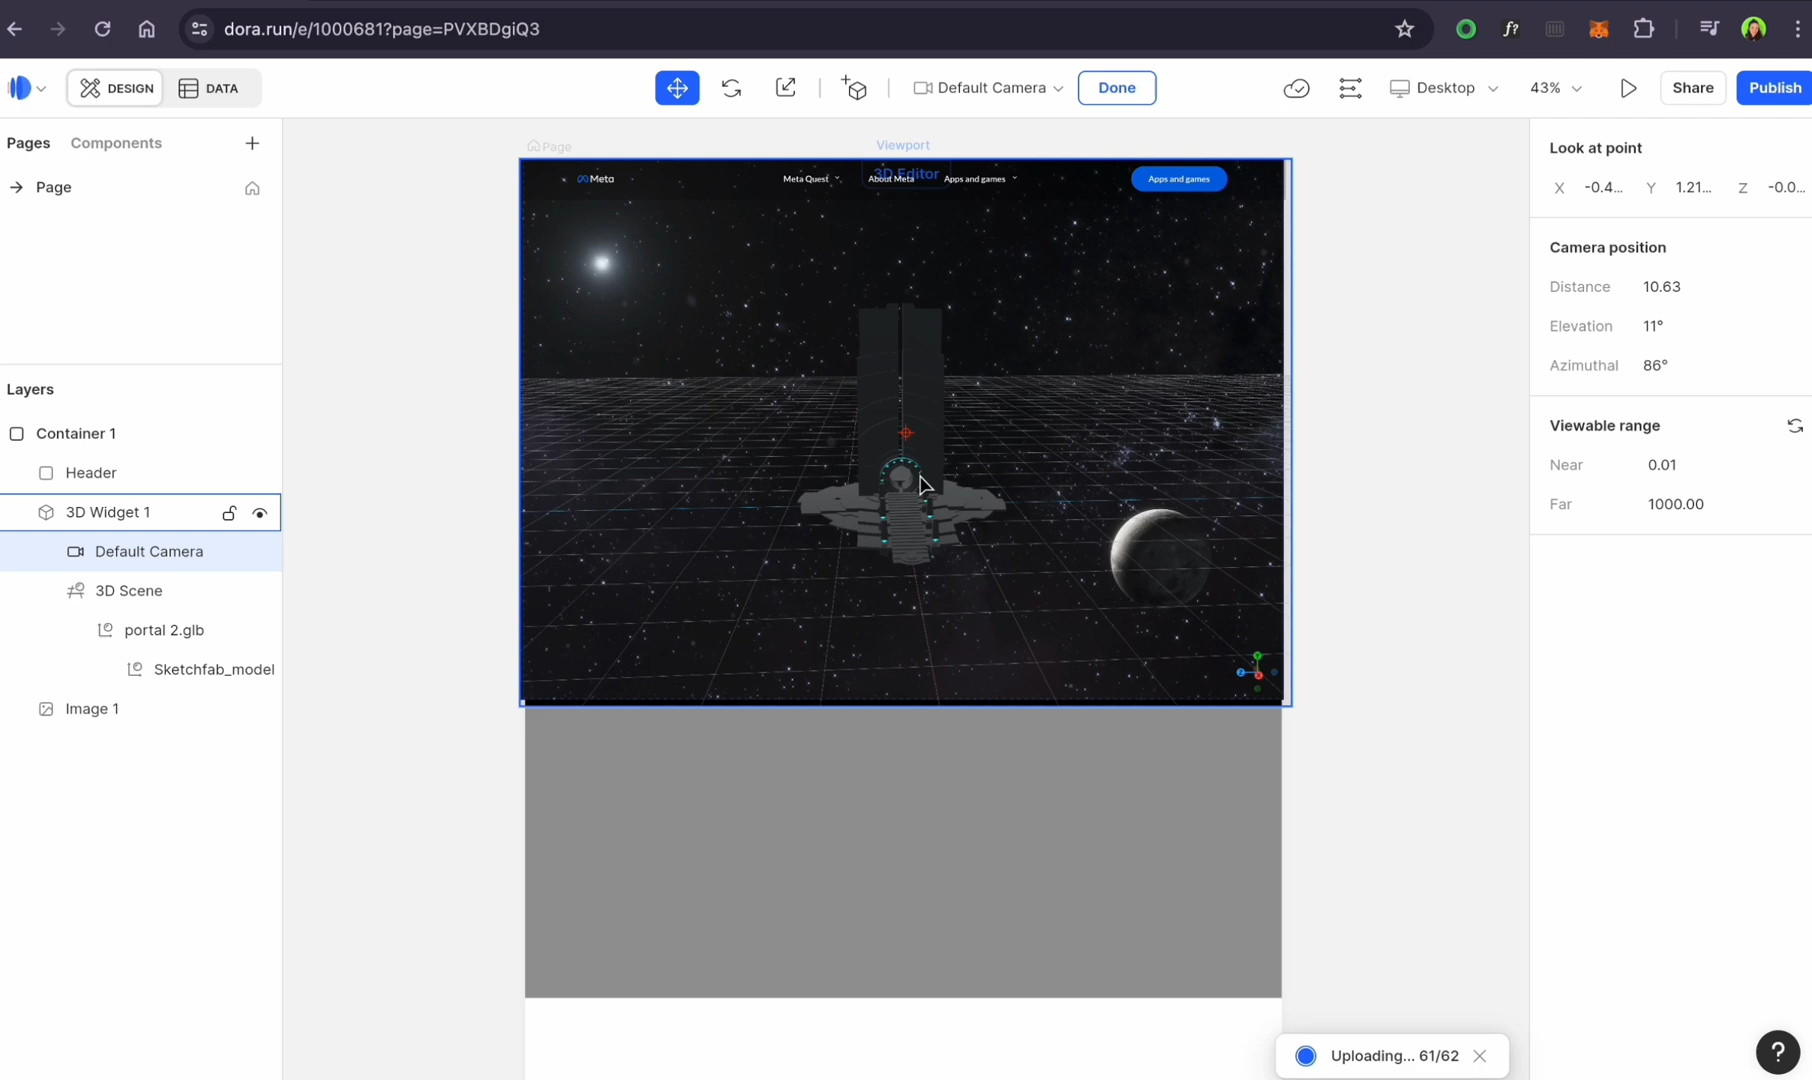 dora.run/e/1000681?page=PVXBDgiQ3
f?
DESIGN
DATA
Default Camera
Done
Desktop
43%
Share
Publish
Pages
Components
Page
Layers
Container 1
Header
3D Widget 1
Default Camera
3D Scene
portal 2.glb
Sketchfab_model
Image 1
Page
Viewport
3D Editor
Meta
Meta Quest
About Meta
Apps and games
Apps and games
Y
Z
X
Look at point
X -0.4... Y 1.21... Z -0.0...
Camera position
Distance 10.63
Elevation 11°
Azimuthal 86°
Viewable range
Near 0.01
Far 1000.00
Uploading... 61/62
?